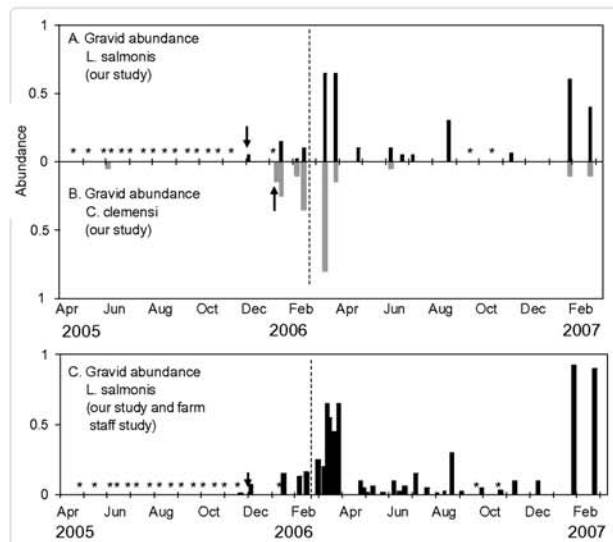 1
A. Gravid abundance
L. salmonis
(our study)
0.5
* * * * * * * * * * * * * * * * *
0
B. Gravid abundance
C. clemensi
(our study)
0.5
1
Abundance
Apr Jun Aug Oct Dec Feb Apr Jun Aug Oct Dec Feb
2005 2006 2007
1
C. Gravid abundance
L. salmonis
(our study and farm
staff study)
0.5
* * * * * * * * * * * * * * * * *
0
Apr Jun Aug Oct Dec Feb Apr Jun Aug Oct Dec Feb
2005 2006 2007